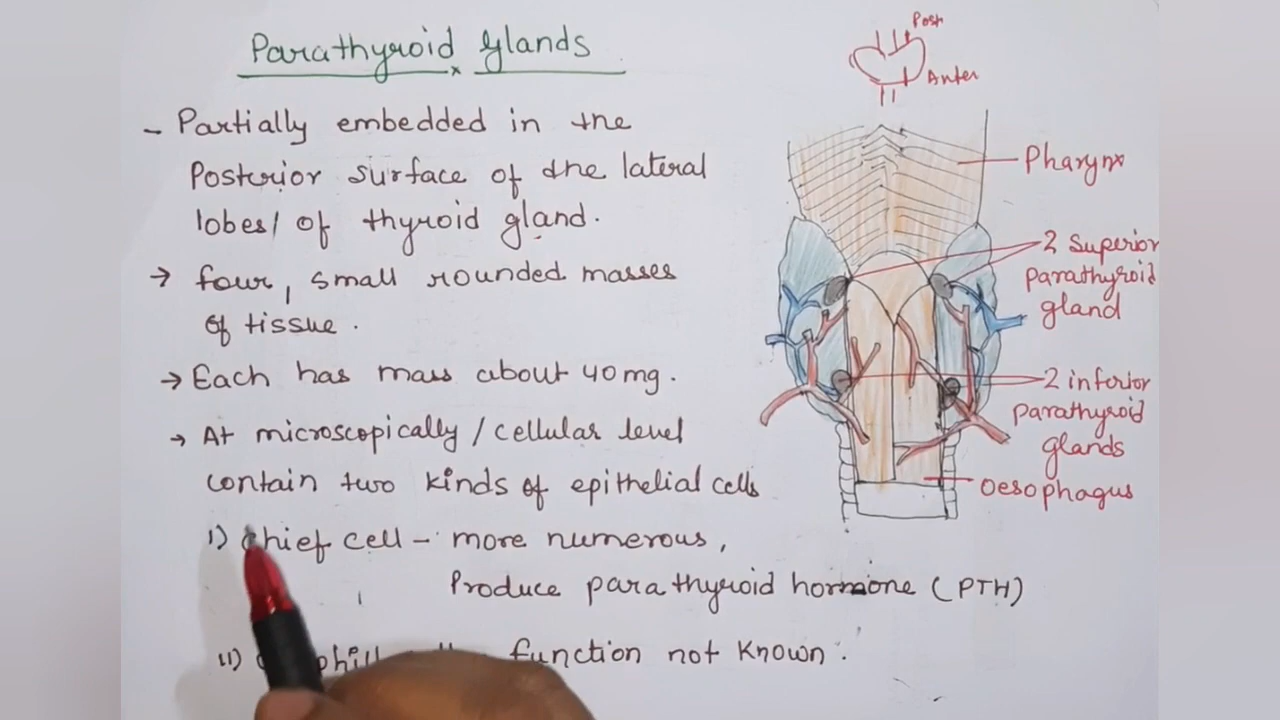 Parathyroid Glands
- Partially embedded in the
Posterior surface of the lateral
lobes/ of thyroid gland.
→ four, small rounded masses
of tissue.
→ Each has mass about 40 mg.
→ At microscopically / cellular level
contain two kinds of epithelial cells
i) chief cell - more numerous,
Produce parathyroid hormone (PTH)
ii) function not known.
Post
Anter
Pharynx
2 superior
parathyroid
gland
2 inferior
parathyroid
glands
oesophagus